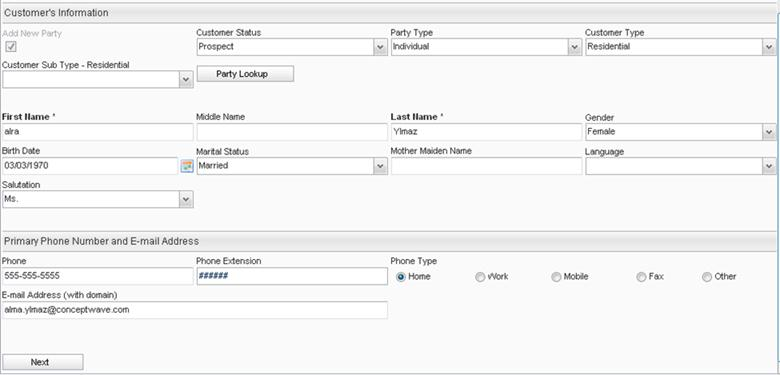 Customer's Information
Add New Party
Customer Status
Party Type
Customer Type
Prospect
Individual
Residential
Customer Sub Type - Residential
Party Lookup
First Name *
Middle Name
Last Name *
Gender
alra
Ylmaz
Female
Birth Date
Marital Status
Mother Maiden Name
Language
03/03/1970
Married
Salutation
Ms.
Primary Phone Number and E-mail Address
Phone
Phone Extension
Phone Type
555-555-5555
######
Home
Work
Mobile
Fax
Other
E-mail Address (with domain)
alma.ylmaz@conceptwave.com
Next